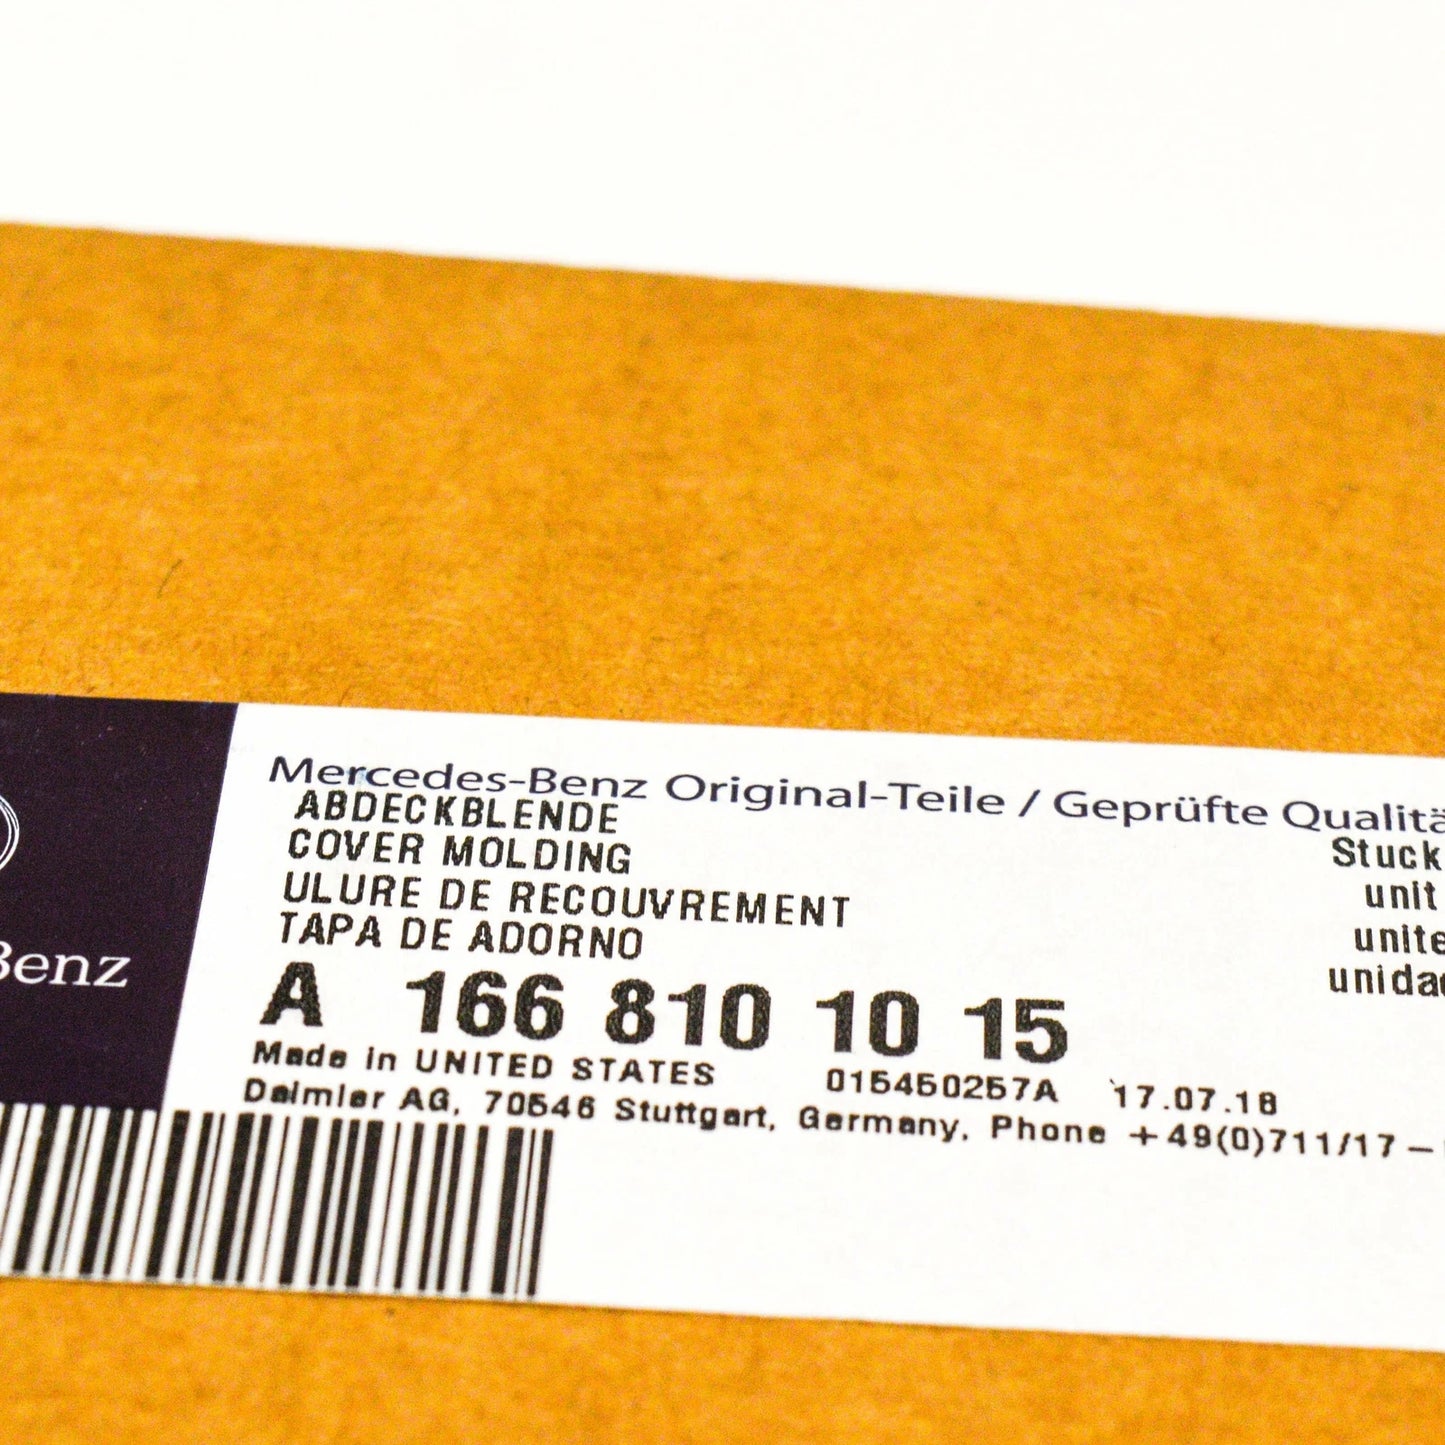 Mercedes-Benz Original-Teile / Geprüfte Qualitä
ABDECKBLENDE
COVER MOLDING
ULURE DE RECOUVREMENT
TAPA DE ADORNO
Stuck
unit
unite
unidad
Benz
A 166 810 10 15
Made in UNITED STATES 015450257A 17.07.18
Daimler AG, 70546 Stuttgart, Germany, Phone +49(0)711/17-